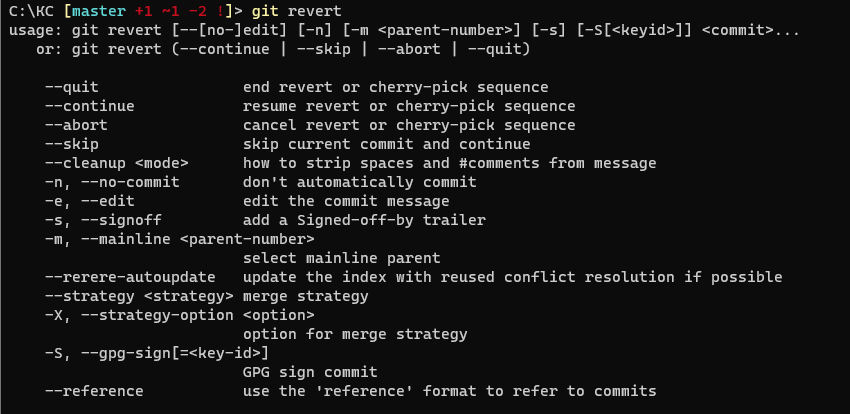 C:\KC [master +1 ~1 -2 !]> git revert
usage: git revert [--[no-]edit] [-n] [-m <parent-number>] [-s] [-S[<keyid>]] <commit>...
   or: git revert (--continue | --skip | --abort | --quit)

    --quit                end revert or cherry-pick sequence
    --continue            resume revert or cherry-pick sequence
    --abort               cancel revert or cherry-pick sequence
    --skip                skip current commit and continue
    --cleanup <mode>      how to strip spaces and #comments from message
    -n, --no-commit       don't automatically commit
    -e, --edit            edit the commit message
    -s, --signoff         add a Signed-off-by trailer
    -m, --mainline <parent-number>
                          select mainline parent
    --rerere-autoupdate   update the index with reused conflict resolution if possible
    --strategy <strategy> merge strategy
    -X, --strategy-option <option>
                          option for merge strategy
    -S, --gpg-sign[=<key-id>]
                          GPG sign commit
    --reference           use the 'reference' format to refer to commits